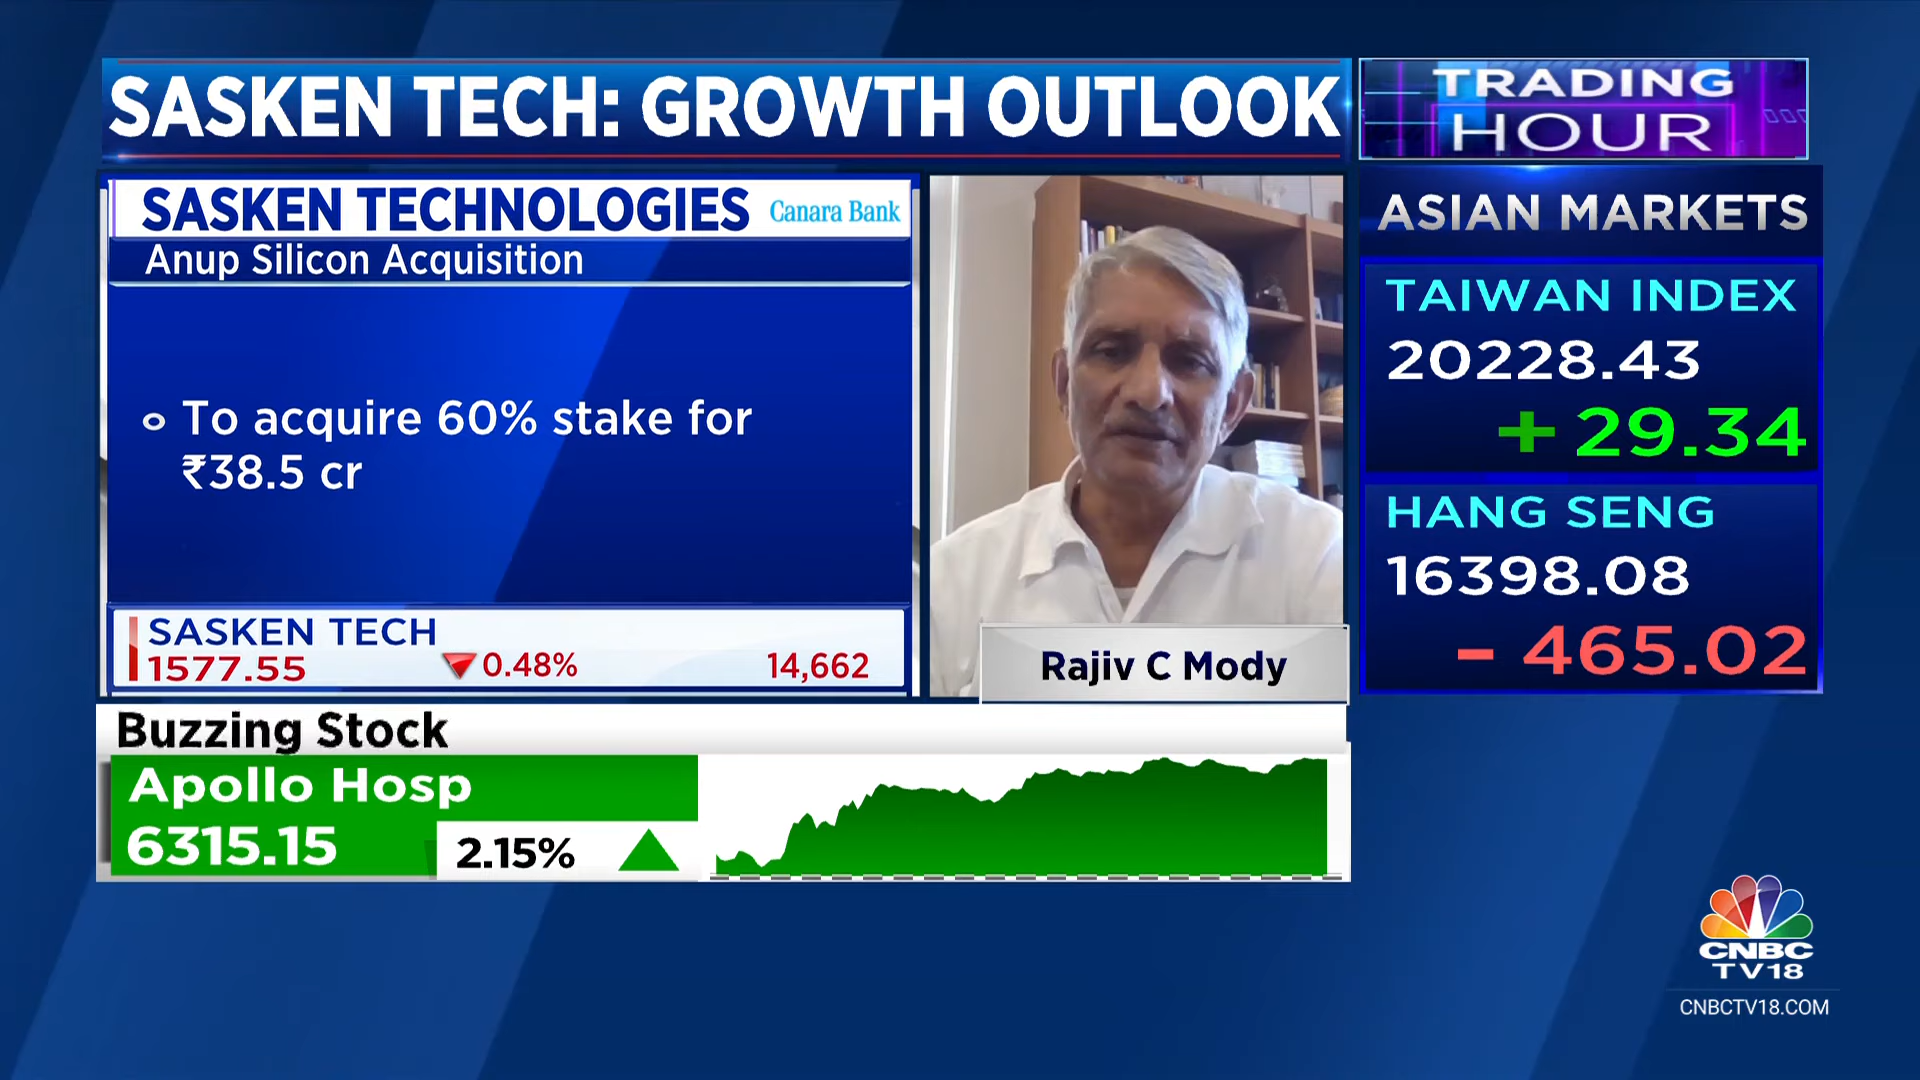 SASKEN TECH: GROWTH OUTLOOK
TRADING
HOUR
SASKEN TECHNOLOGIES Canara Bank
Anup Silicon Acquisition
To acquire 60% stake for
₹38.5 cr
SASKEN TECH
1577.55 0.48% 14,662
Rajiv C Mody
ASIAN MARKETS
TAIWAN INDEX
20228.43
+ 29.34
HANG SENG
16398.08
- 465.02
Buzzing Stock
Apollo Hosp
6315.15 2.15%
CNBC
TV18
CNBCTV18.COM